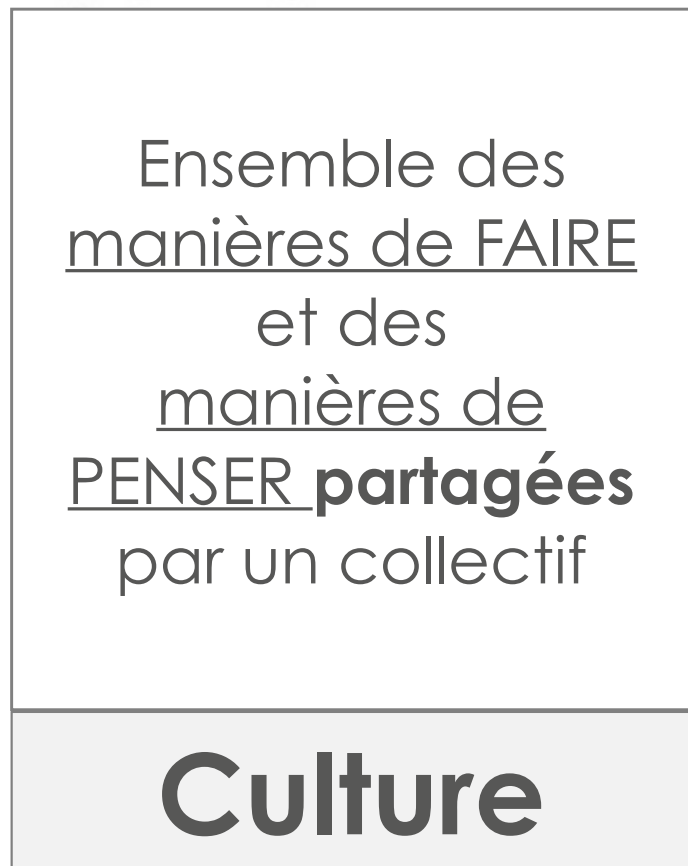 Ensemble des
manières de FAIRE
et des
manières de
PENSER partagées
par un collectif
Culture